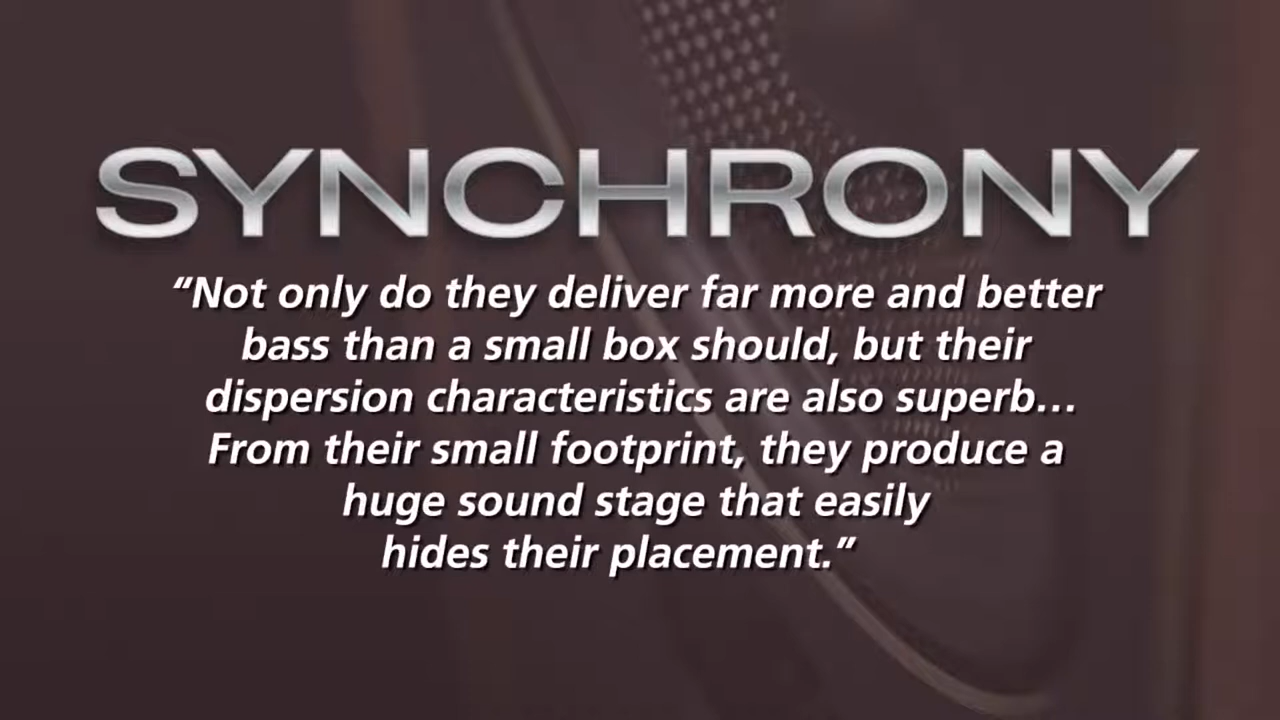 SYNCHRONY
“Not only do they deliver far more and better
bass than a small box should, but their
dispersion characteristics are also superb…
From their small footprint, they produce a
huge sound stage that easily
hides their placement.”